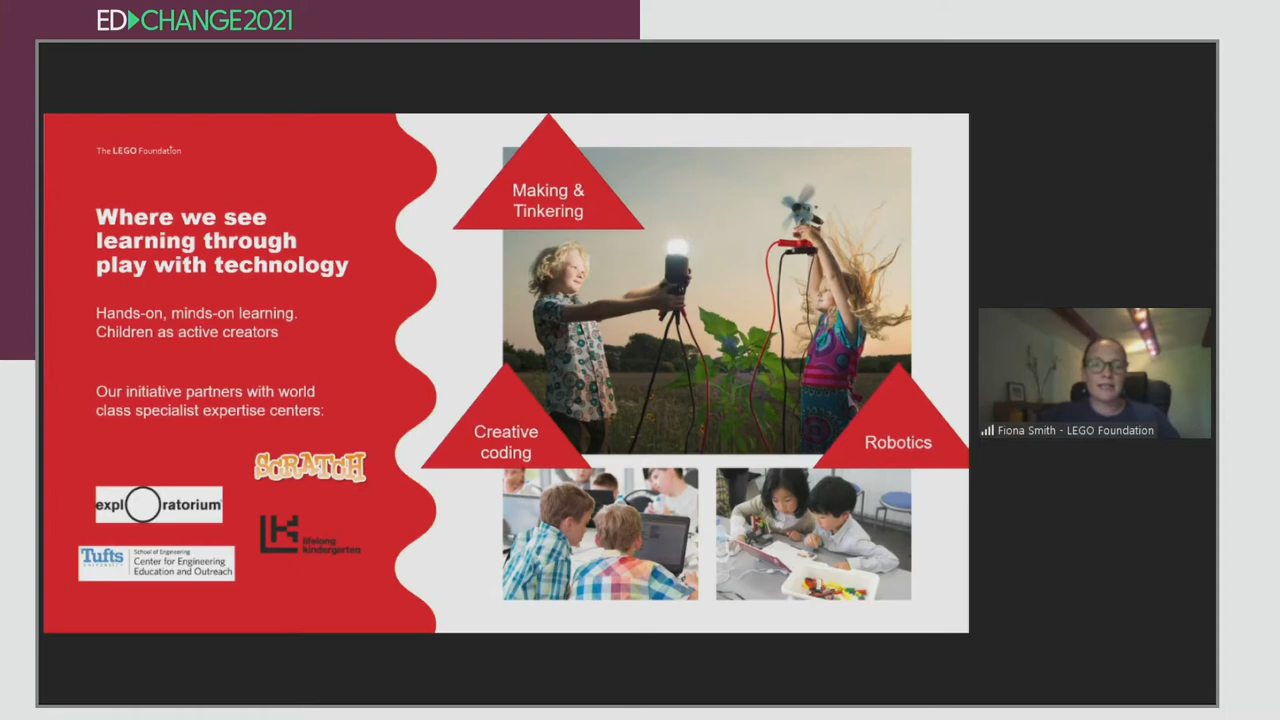 ED CHANGE2021
The LEGO Foundation
Where we see
learning through
play with technology
Hands-on, minds-on learning.
Children as active creators
Our initiative partners with world
class specialist expertise centers:
SCRATCH
explOratorium
lifelong
kindergarten
Tufts
UNIVERSITY
School of Engineering
Center for Engineering
Education and Outreach
Making &
Tinkering
Creative
coding
Robotics
Fiona Smith - LEGO Foundation